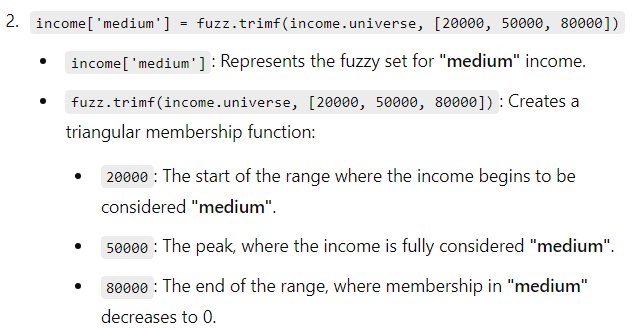 2. income['medium'] = fuzz.trimf(income.universe, [20000, 50000, 80000])
• income['medium']: Represents the fuzzy set for "medium" income.
• fuzz.trimf(income.universe, [20000, 50000, 80000]): Creates a
triangular membership function:
• 20000: The start of the range where the income begins to be
considered "medium".
• 50000: The peak, where the income is fully considered "medium".
• 80000: The end of the range, where membership in "medium"
decreases to 0.